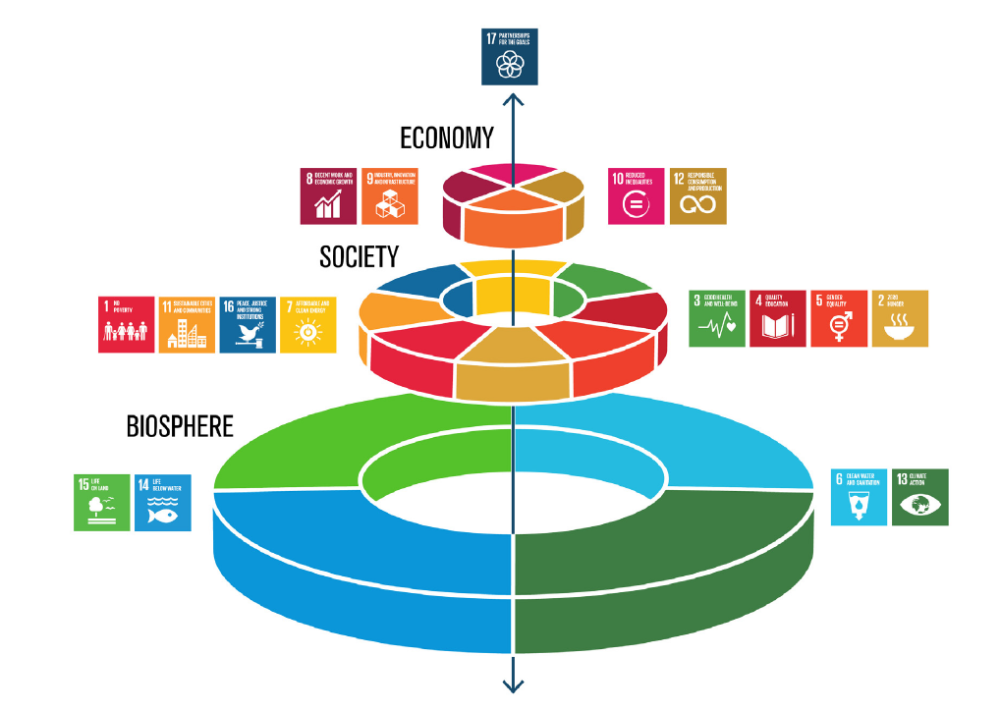 17 PARTNERSHIPS
FOR THE GOALS
ECONOMY
8 DECENT WORK AND
ECONOMIC GROWTH
9 INDUSTRY, INNOVATION
AND INFRASTRUCTURE
10 REDUCED
INEQUALITIES
12 RESPONSIBLE
CONSUMPTION
AND PRODUCTION
SOCIETY
1 NO
POVERTY
11 SUSTAINABLE CITIES
AND COMMUNITIES
16 PEACE, JUSTICE
AND STRONG
INSTITUTIONS
7 AFFORDABLE AND
CLEAN ENERGY
3 GOOD HEALTH
AND WELL-BEING
4 QUALITY
EDUCATION
5 GENDER
EQUALITY
2 ZERO
HUNGER
BIOSPHERE
15 LIFE
ON LAND
14 LIFE
BELOW WATER
6 CLEAN WATER
AND SANITATION
13 CLIMATE
ACTION